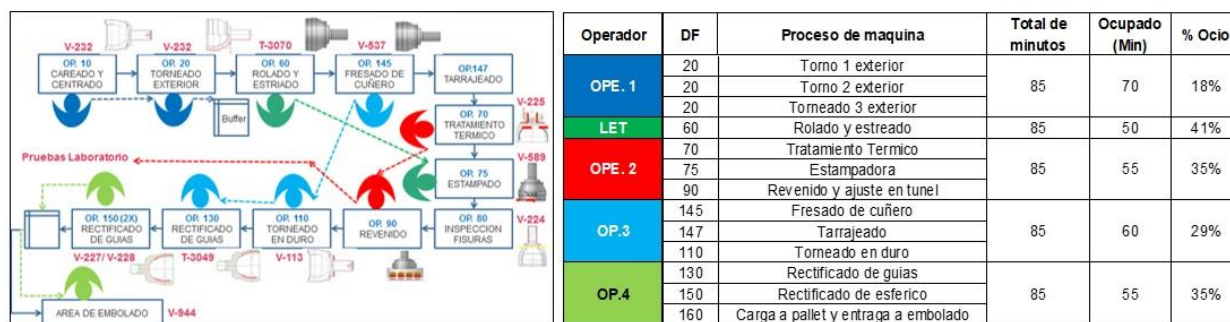 V-232
V-232
T-3070
V-537
OP. 10
CAREADO Y
CENTRADO
OP. 20
TORNEADO
EXTERIOR
OP. 60
ROLADO Y
ESTRIADO
OP. 145
FRESADO DE
CUÑERO
OP.147
TARRAJEADO
Buffer
V-225
OP. 70
TRATAMIENTO
TERMICO
Pruebas Laboratorio
V-589
OP. 75
ESTAMPADO
OP. 150 (2X)
RECTIFICADO
DE GUIAS
OP. 130
RECTIFICADO
DE GUIAS
OP. 110
TORNEADO
EN DURO
OP. 90
REVENIDO
OP. 80
INSPECCION
FISURAS
V-224
V-227/ V-228
T-3049
V-113
AREA DE EMBOLADO
V-944
Operador DF Proceso de maquina Total de minutos Ocupado (Min) % Ocio
OPE. 1 85 70 18%
20 Torno 1 exterior
20 Torno 2 exterior
20 Torneado 3 exterior
LET 60 Rolado y estreado 85 50 41%
OPE. 2 85 55 35%
70 Tratamiento Termico
75 Estampadora
90 Revenido y ajuste en tunel
OP.3 85 60 29%
145 Fresado de cuñero
147 Tarrajeado
110 Torneado en duro
OP.4 85 55 35%
130 Rectificado de guias
150 Rectificado de esferico
160 Carga a pallet y entraga a embolado